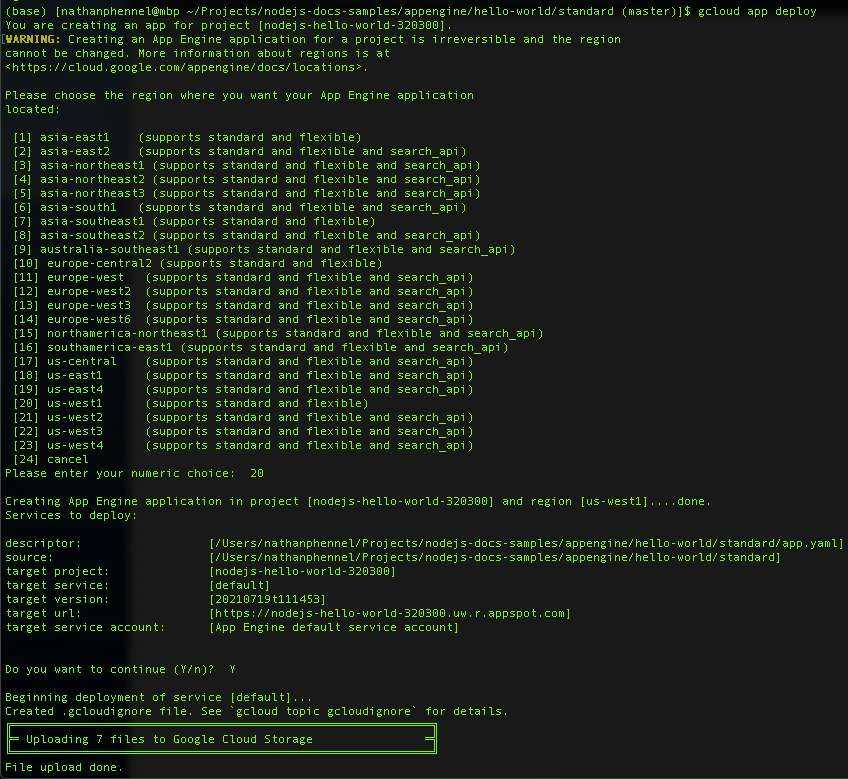 (base) [nathanphennel@mbp ~/Projects/nodejs-docs-samples/appengine/hello-world/standard (master)]$ gcloud app deploy
You are creating an app for project [nodejs-hello-world-320300].
WARNING: Creating an App Engine application for a project is irreversible and the region
cannot be changed. More information about regions is at
<https://cloud.google.com/appengine/docs/locations>.

Please choose the region where you want your App Engine application
located:

 [1] asia-east1    (supports standard and flexible)
 [2] asia-east2    (supports standard and flexible and search_api)
 [3] asia-northeast1 (supports standard and flexible and search_api)
 [4] asia-northeast2 (supports standard and flexible and search_api)
 [5] asia-northeast3 (supports standard and flexible and search_api)
 [6] asia-south1   (supports standard and flexible and search_api)
 [7] asia-southeast1 (supports standard and flexible)
 [8] asia-southeast2 (supports standard and flexible and search_api)
 [9] australia-southeast1 (supports standard and flexible and search_api)
 [10] europe-central2 (supports standard and flexible)
 [11] europe-west   (supports standard and flexible and search_api)
 [12] europe-west2  (supports standard and flexible and search_api)
 [13] europe-west3  (supports standard and flexible and search_api)
 [14] europe-west6  (supports standard and flexible and search_api)
 [15] northamerica-northeast1 (supports standard and flexible and search_api)
 [16] southamerica-east1 (supports standard and flexible and search_api)
 [17] us-central    (supports standard and flexible and search_api)
 [18] us-east1      (supports standard and flexible and search_api)
 [19] us-east4      (supports standard and flexible and search_api)
 [20] us-west1      (supports standard and flexible)
 [21] us-west2      (supports standard and flexible and search_api)
 [22] us-west3      (supports standard and flexible and search_api)
 [23] us-west4      (supports standard and flexible and search_api)
 [24] cancel
Please enter your numeric choice:  20

Creating App Engine application in project [nodejs-hello-world-320300] and region [us-west1]....done.
Services to deploy:

descriptor:                  [/Users/nathanphennel/Projects/nodejs-docs-samples/appengine/hello-world/standard/app.yaml]
source:                      [/Users/nathanphennel/Projects/nodejs-docs-samples/appengine/hello-world/standard]
target project:              [nodejs-hello-world-320300]
target service:              [default]
target version:              [20210719t111453]
target url:                  [https://nodejs-hello-world-320300.uw.r.appspot.com]
target service account:      [App Engine default service account]

Do you want to continue (Y/n)?  Y

Beginning deployment of service [default]...
Created .gcloudignore file. See `gcloud topic gcloudignore` for details.
Uploading 7 files to Google Cloud Storage
File upload done.